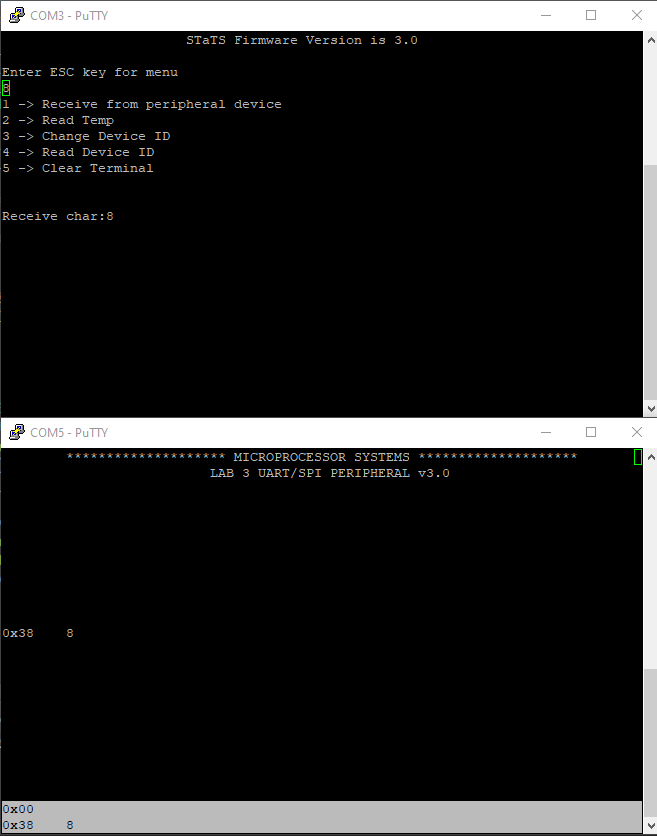 COM3 - PuTTY
STaTS Firmware Version is 3.0
Enter ESC key for menu
8
1 -> Receive from peripheral device
2 -> Read Temp
3 -> Change Device ID
4 -> Read Device ID
5 -> Clear Terminal
Receive char:8
COM5 - PuTTY
******************** MICROPROCESSOR SYSTEMS ********************
LAB 3 UART/SPI PERIPHERAL v3.0
0x38    8
0x00
0x38    8